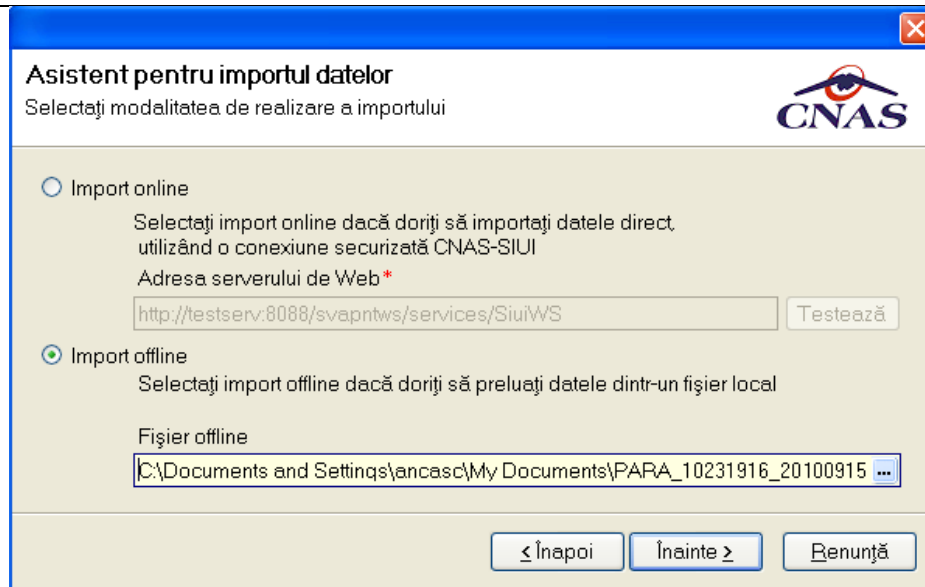 Asistent pentru importul datelor
Selectaţi modalitatea de realizare a importului
CNAS
Import online
Selectaţi import online dacă doriţi să importaţi datele direct,
utilizând o conexiune securizată CNAS-SIUI
Adresa serverului de Web*
http://testserv:8088/svapntws/services/SiuiWS
Testează
Import offline
Selectaţi import offline dacă doriţi să preluaţi datele dintr-un fişier local
Fişier offline
C:\Documents and Settings\ancasc\My Documents\PARA_10231916_20100915 ...
< Înapoi
Înainte >
Renunţă